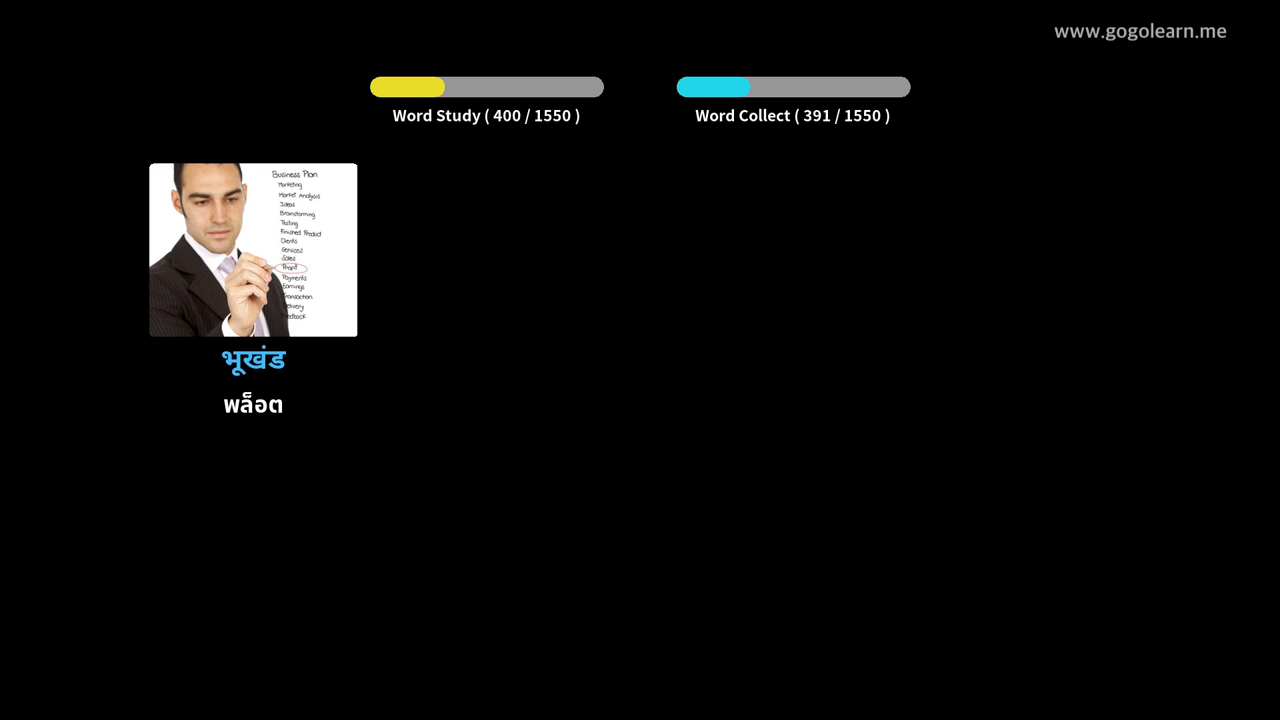 www.gogolearn.me
Word Study ( 400 / 1550 )
Word Collect ( 391 / 1550 )
Business Plan
Marketing
Market Analysis
Ideas
Brainstorming
Testing
Finished Product
Clients
Services
Sales
Profit
Payments
Earnings
Transaction
Delivery
Feedback
भूखंड
พล็อต